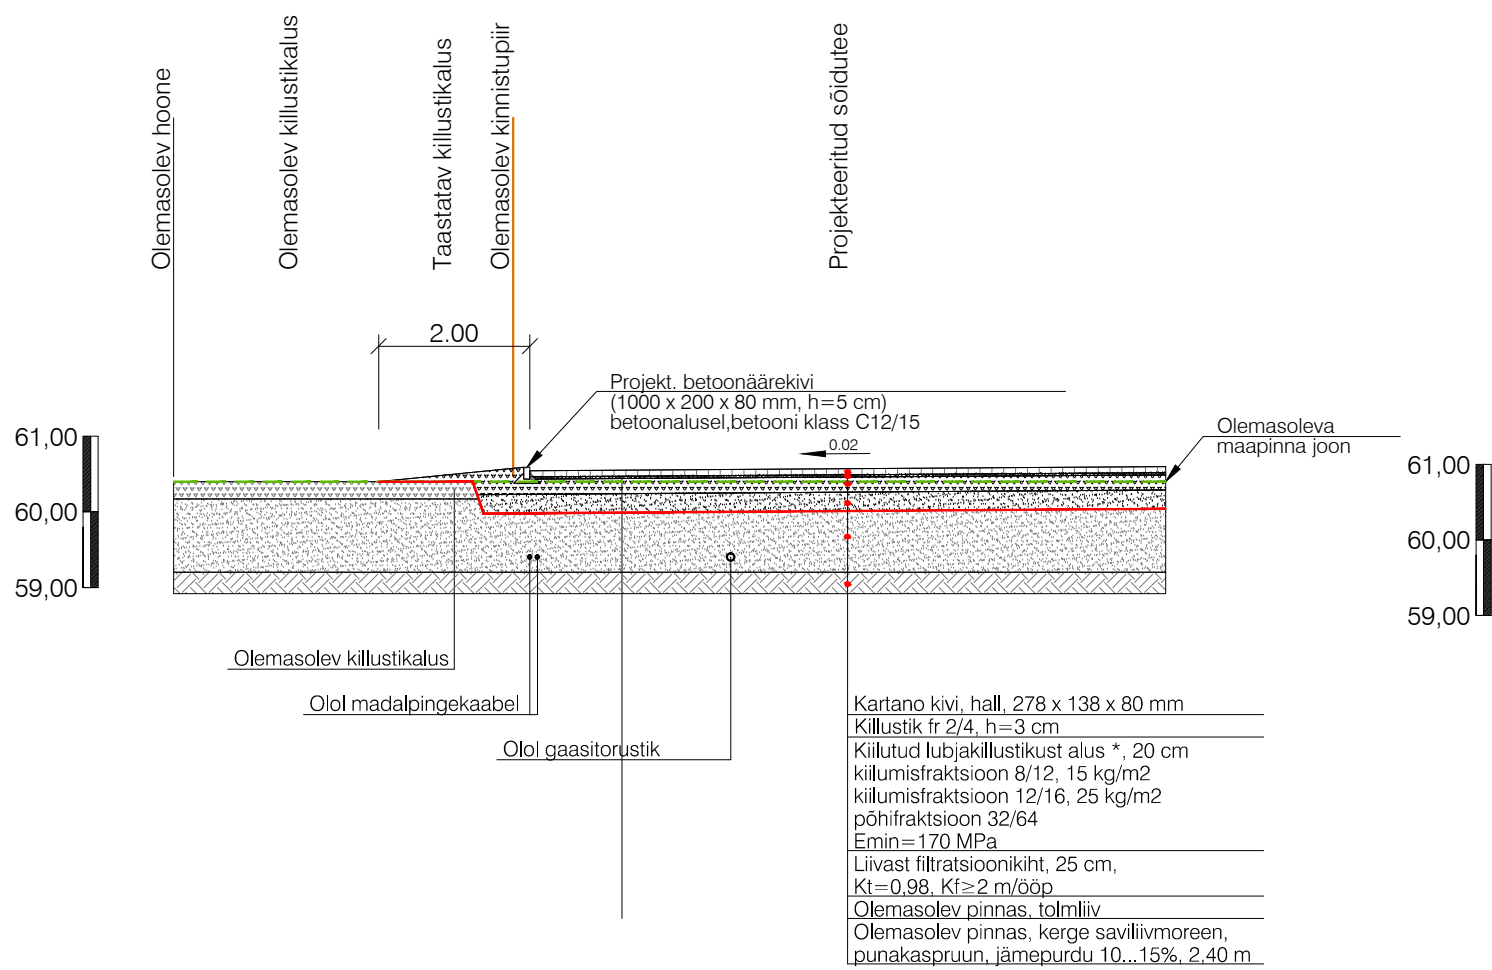 Olemasolev hoone
Olemasolev killustikalus
Taastatav killustikalus
Olemasolev kinnistupiir
Projekteeritud sõidutee
2.00
Projekt. betoonäärekivi
(1000 x 200 x 80 mm, h=5 cm)
betoonalusel,betooni klass C12/15
0.02
Olemasoleva
maapinna joon
61,00
60,00
59,00
61,00
60,00
59,00
Olemasolev killustikalus
Olol madalpingekaabel
Olol gaasitorustik
Kartano kivi, hall, 278 x 138 x 80 mm
Killustik fr 2/4, h=3 cm
Kiilutud lubjakillustikust alus *, 20 cm
kiilumisfraktsioon 8/12, 15 kg/m2
kiilumisfraktsioon 12/16, 25 kg/m2
põhifraktsioon 32/64
Emin=170 MPa
Liivast filtratsioonikiht, 25 cm,
Kt=0,98, Kf≥2 m/ööp
Olemasolev pinnas, tolmliiv
Olemasolev pinnas, kerge saviliivmoreen,
punakaspruun, jämepurdu 10...15%, 2,40 m